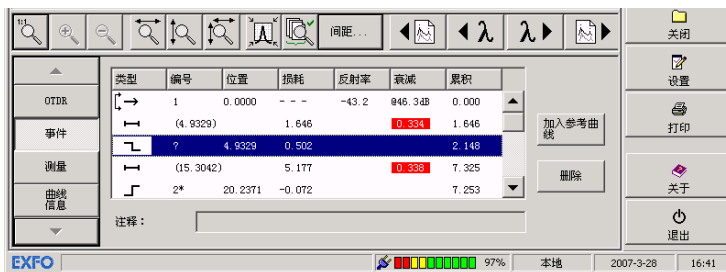 1:1
间距...
λ
λ
关闭
设置
打印
关于
退出
OTDR
事件
测量
曲线
信息
类型 编号 位置 损耗 反射率 衰减 累积
1 0.0000 --- -43.2 @46.3dB 0.000
(4.9329) 1.646 0.334 1.646
? 4.9329 0.502 2.148
(15.3042) 5.177 0.338 7.325
2* 20.2371 -0.072 7.253
加入参考曲
线
删除
注释：
EXFO 97% 本地 2007-3-28 16:41